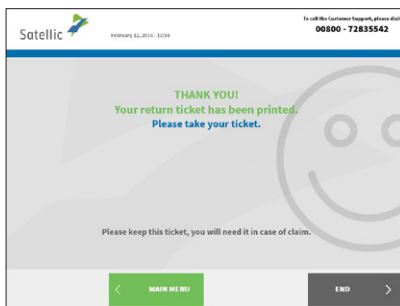 Satellic
February 12, 2016 - 12:08
To call the Customer Support, please dial:
00800 - 72835542
THANK YOU!
Your return ticket has been printed.
Please take your ticket.
Please keep this ticket, you will need it in case of claim.
MAIN MENU
END